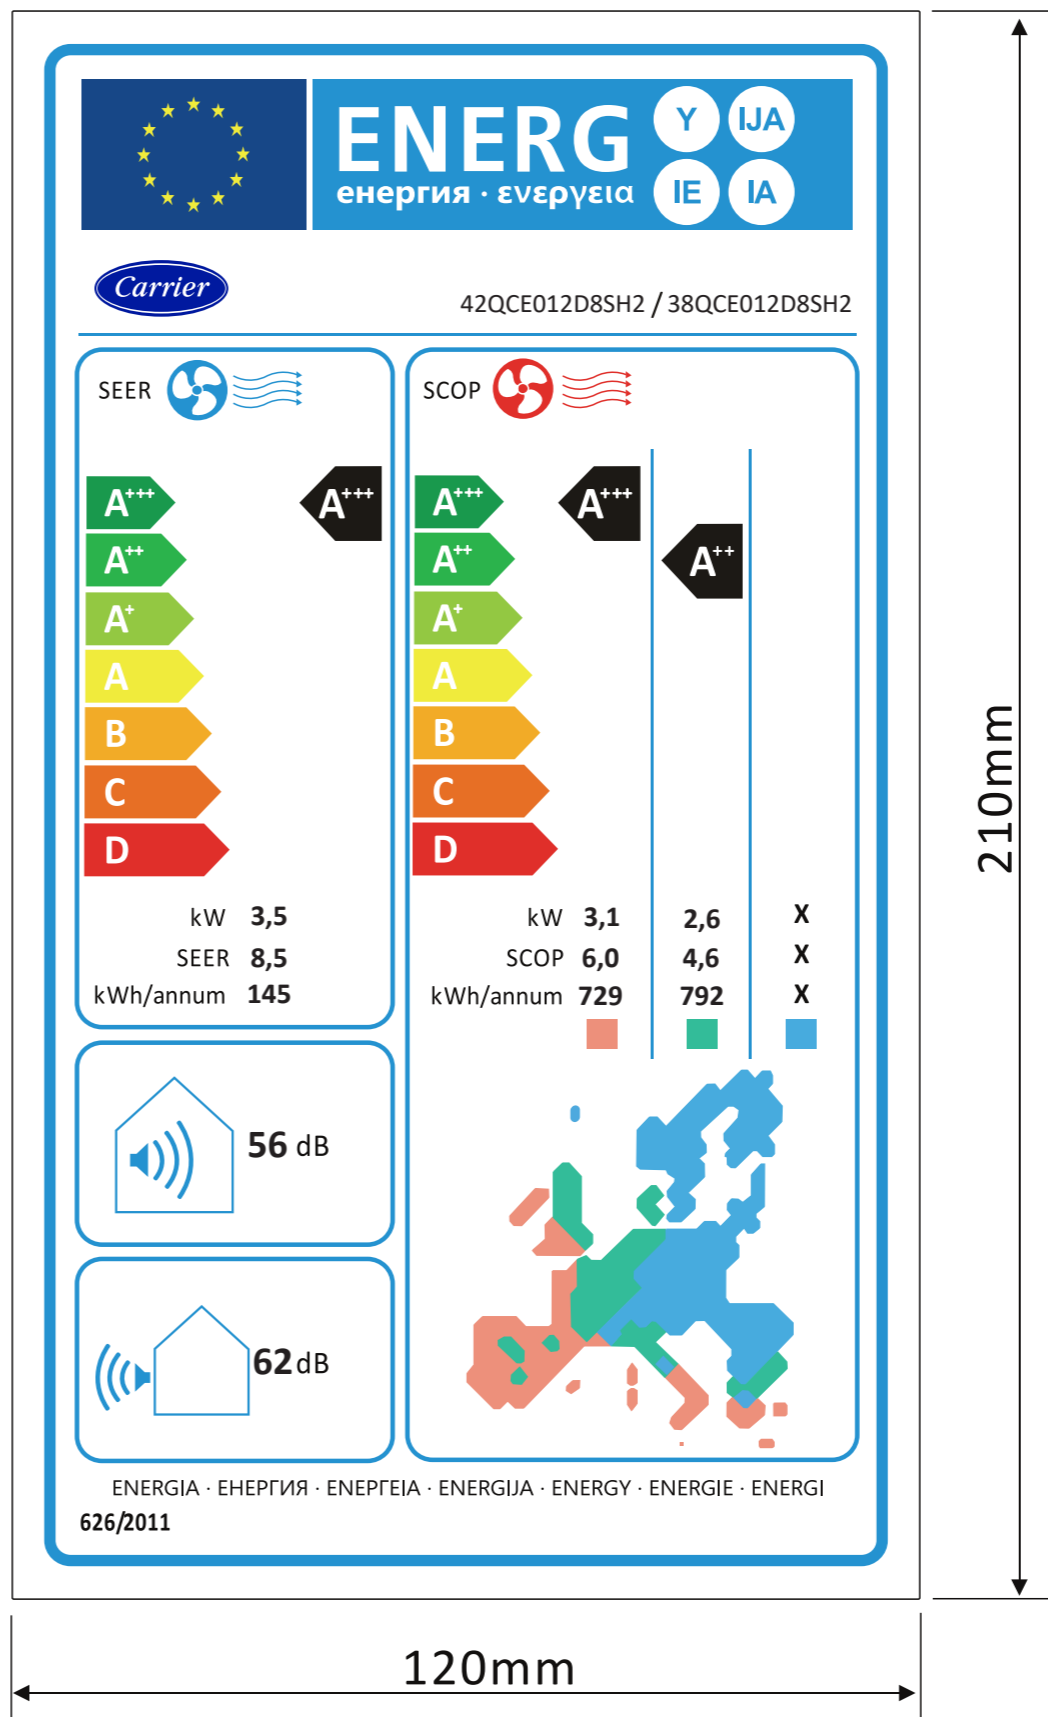 ENERG
Y IJA
IE IA
енергия · ενεργεια
Carrier
42QCE012D8SH2 / 38QCE012D8SH2
SEER
A+++
A+++
A++
A+
A
B
C
D
kW 3,5
SEER 8,5
kWh/annum 145
SCOP
A+++
A+++
A++
A++
A+
A
B
C
D
kW 3,1 2,6 X
SCOP 6,0 4,6 X
kWh/annum 729 792 X
56 dB
62 dB
ENERGIA · ЕНЕРГИЯ · ΕΝΕΡΓΕΙΑ · ENERGIJA · ENERGY · ENERGIE · ENERGI
626/2011
210mm
120mm